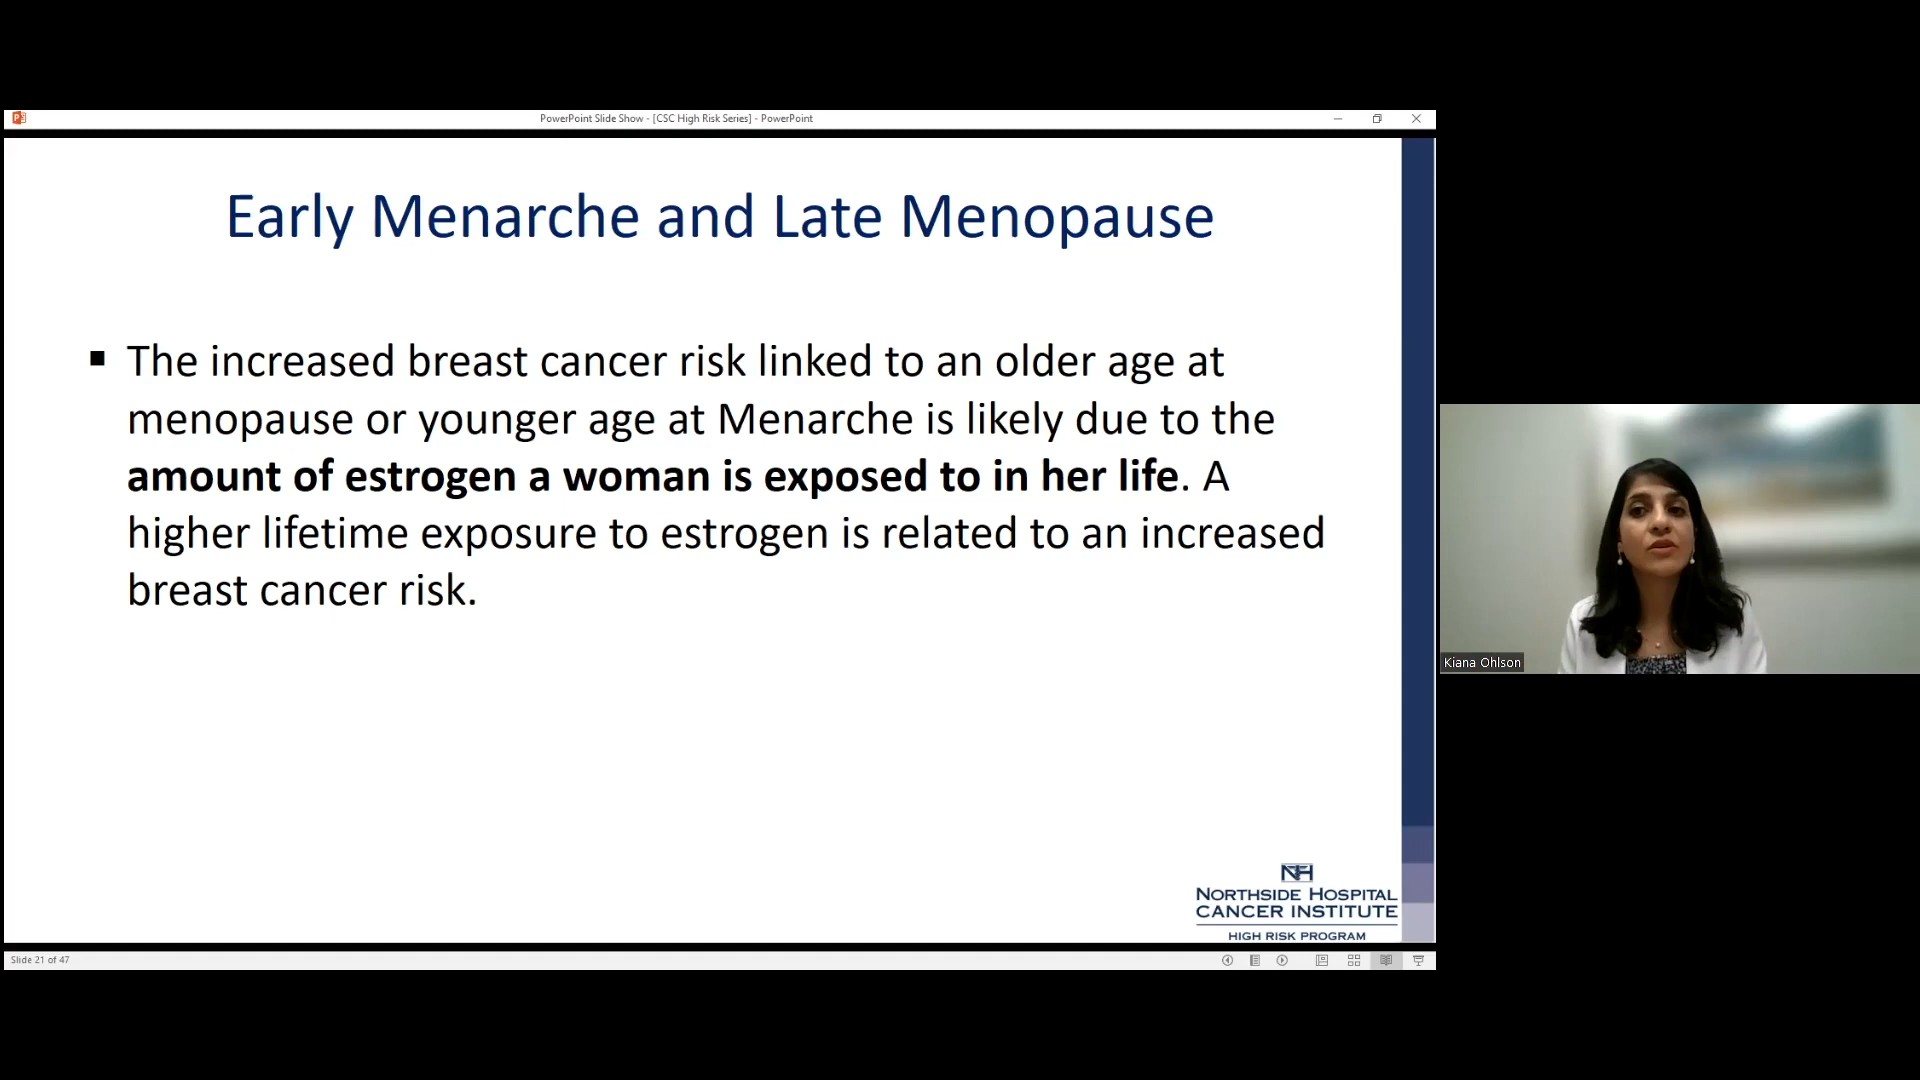 PowerPoint Slide Show - [CSC High Risk Series] - PowerPoint
Early Menarche and Late Menopause
▪ The increased breast cancer risk linked to an older age at
menopause or younger age at Menarche is likely due to the
amount of estrogen a woman is exposed to in her life. A
higher lifetime exposure to estrogen is related to an increased
breast cancer risk.
Kiana Ohlson
NH
NORTHSIDE HOSPITAL
CANCER INSTITUTE
HIGH RISK PROGRAM
Slide 21 of 47